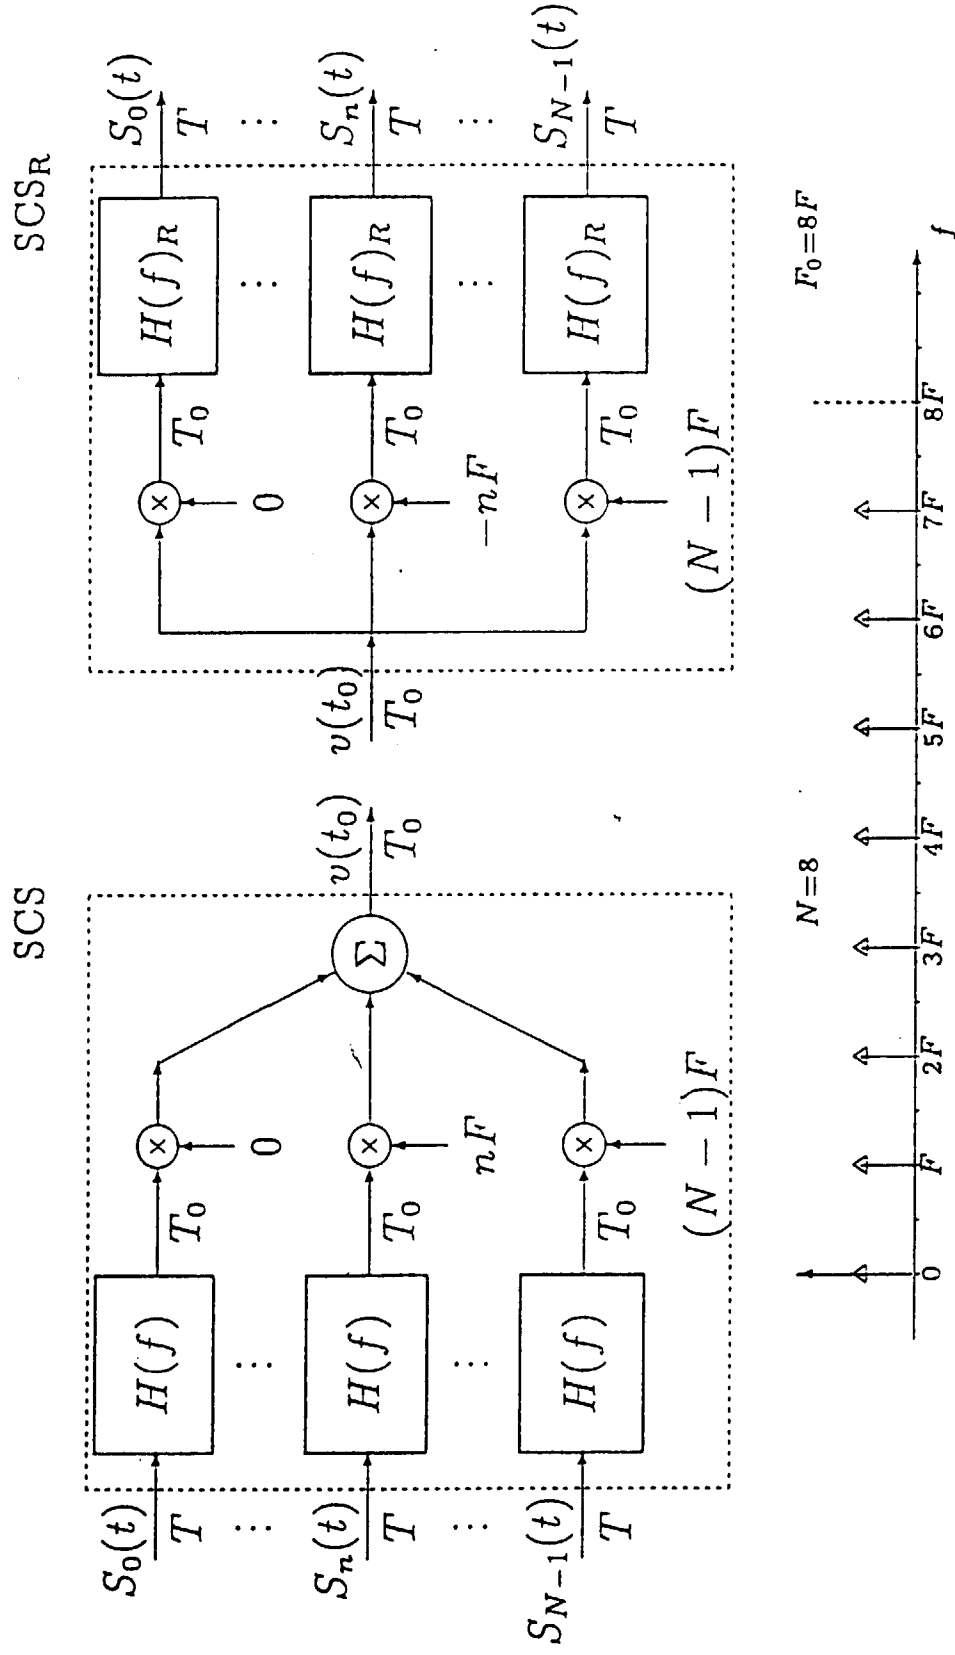 SCS
S_0(t)
T
H(f)
T_0
0
⋯
⋯
S_n(t)
T
H(f)
T_0
nF
Σ
v(t_0)
T_0
⋯
⋯
S_{N-1}(t)
T
H(f)
T_0
(N − 1)F
SCS_R
v(t_0)
T_0
0
T_0
H(f)_R
S_0(t)
T
⋯
⋯
−nF
T_0
H(f)_R
S_n(t)
T
⋯
⋯
(N − 1)F
T_0
H(f)_R
S_{N−1}(t)
T
N=8
F_0=8F
0 F 2F 3F 4F 5F 6F 7F 8F f